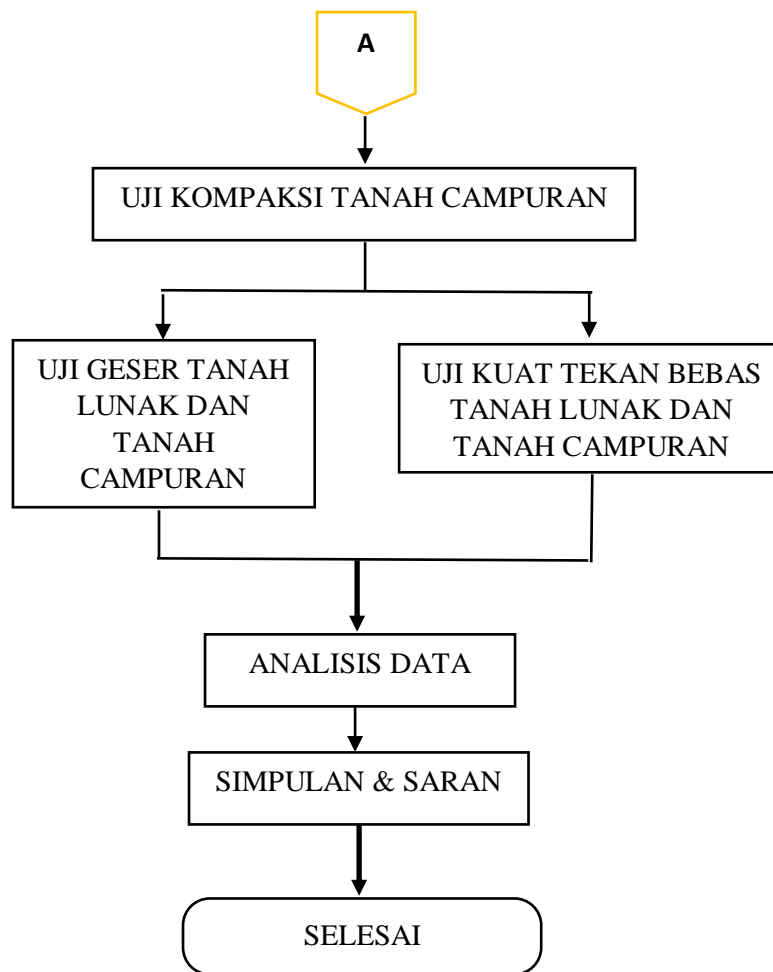 A
UJI KOMPAKSI TANAH CAMPURAN
UJI GESER TANAH
LUNAK DAN
TANAH
CAMPURAN
UJI KUAT TEKAN BEBAS
TANAH LUNAK DAN
TANAH CAMPURAN
ANALISIS DATA
SIMPULAN & SARAN
SELESAI